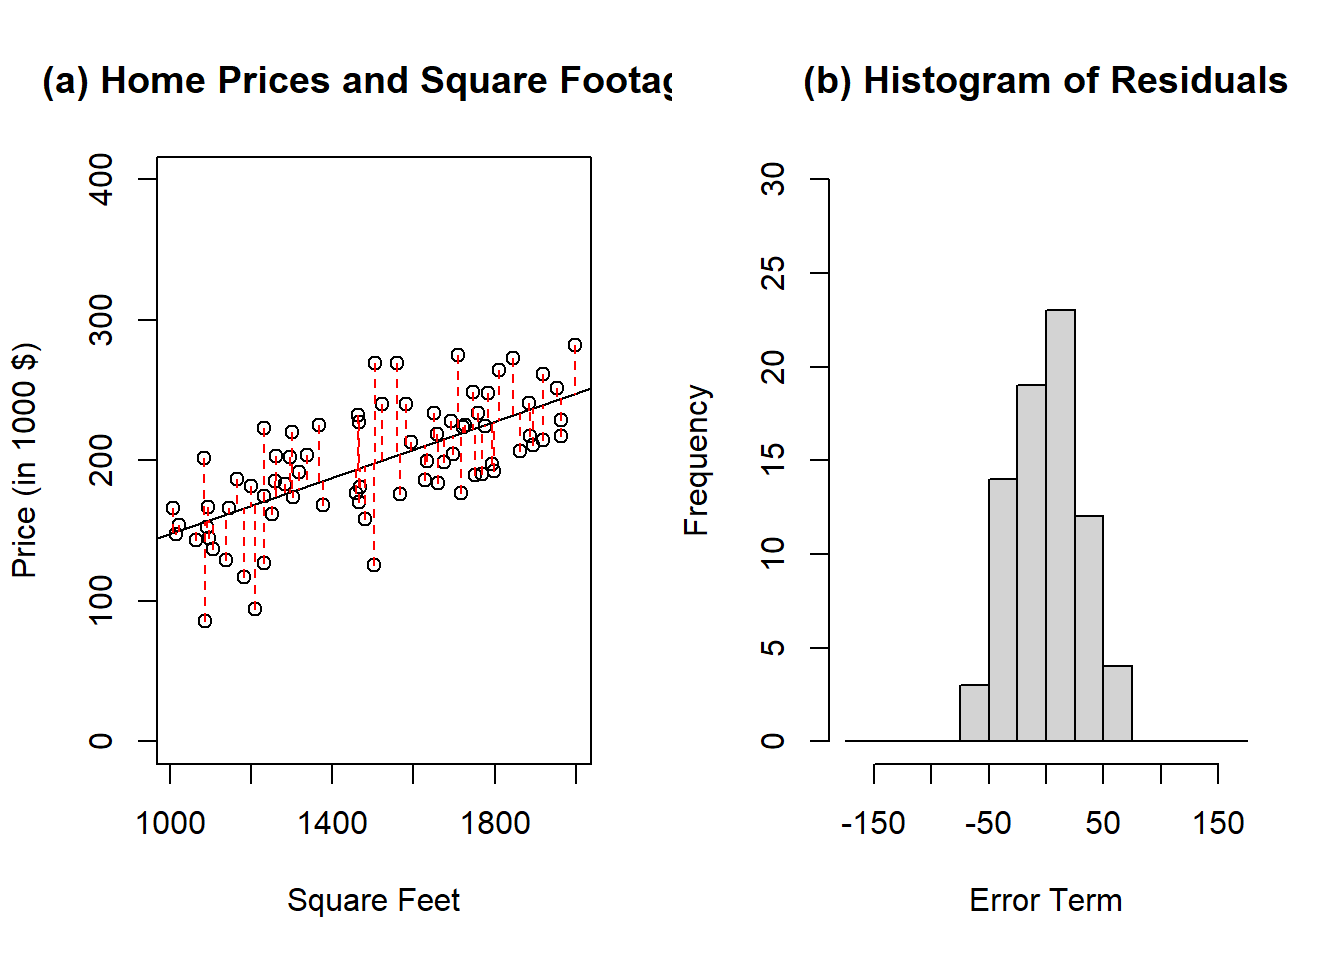 (a) Home Prices and Square Footag
400
300
200
100
0
Price (in 1000 $)
1000 1400 1800
Square Feet
(b) Histogram of Residuals
30
25
20
15
10
5
0
Frequency
-150 -50 50 150
Error Term